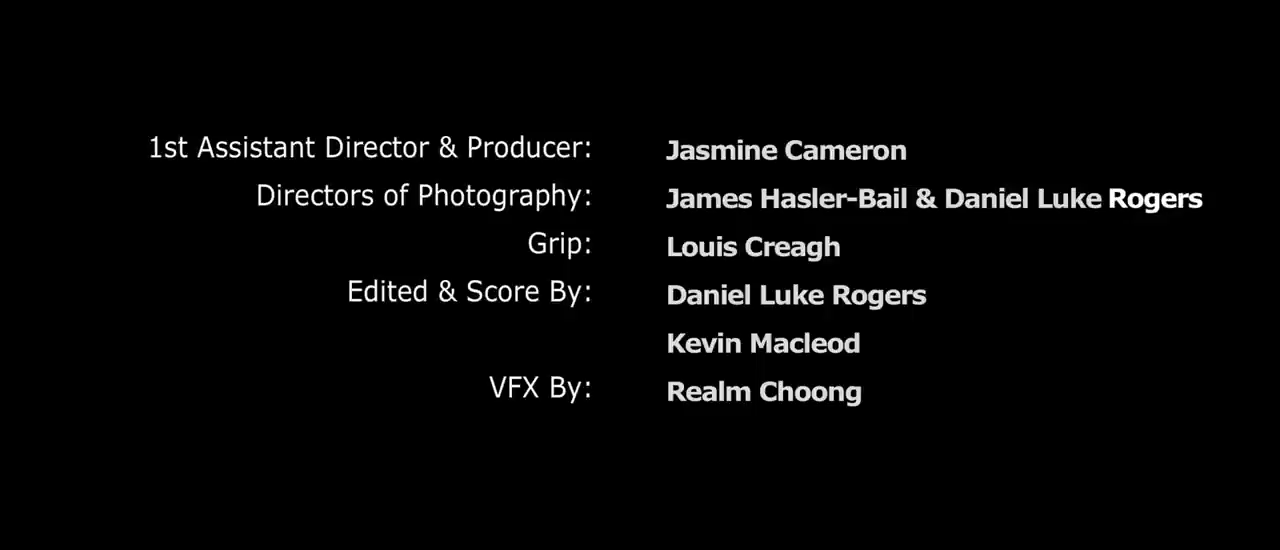 1st Assistant Director & Producer: Jasmine Cameron
Directors of Photography: James Hasler-Bail & Daniel Luke Rogers
Grip: Louis Creagh
Edited & Score By: Daniel Luke Rogers
Kevin Macleod
VFX By: Realm Choong